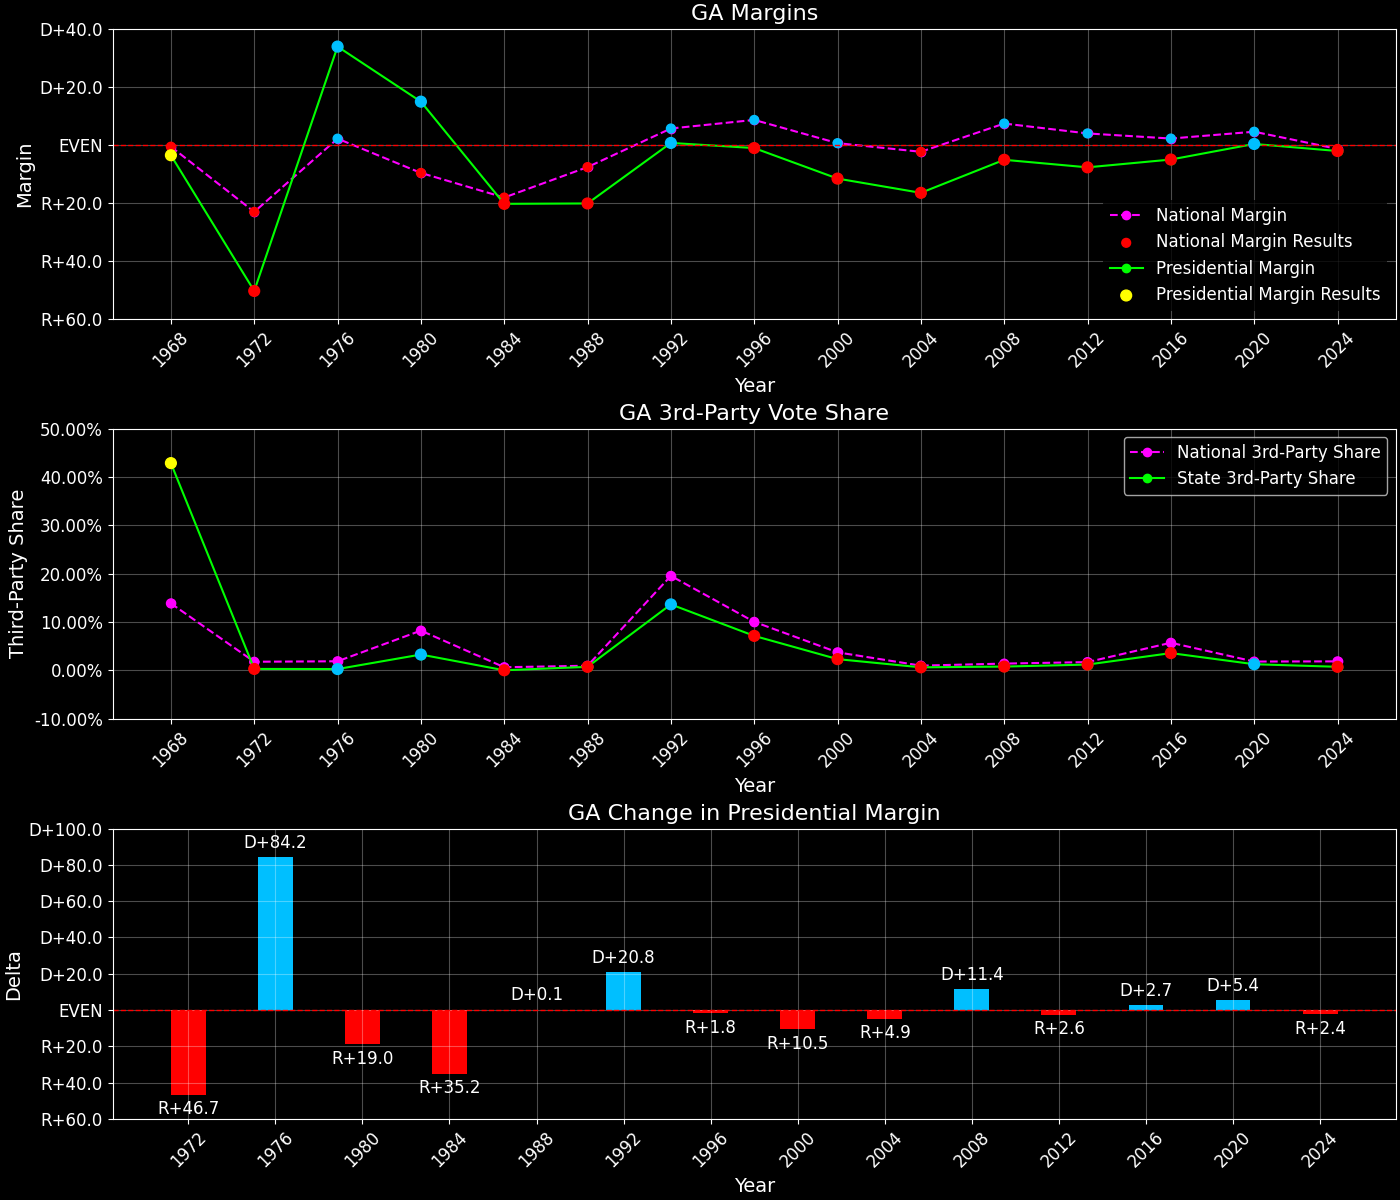 GA Margins
D+40.0
D+20.0
EVEN
R+20.0
R+40.0
R+60.0
Margin
National Margin
National Margin Results
Presidential Margin
Presidential Margin Results
1968 1972 1976 1980 1984 1988 1992 1996 2000 2004 2008 2012 2016 2020 2024
Year
GA 3rd-Party Vote Share
50.00%
40.00%
30.00%
20.00%
10.00%
0.00%
-10.00%
Third-Party Share
National 3rd-Party Share
State 3rd-Party Share
1968 1972 1976 1980 1984 1988 1992 1996 2000 2004 2008 2012 2016 2020 2024
Year
GA Change in Presidential Margin
D+100.0
D+80.0
D+60.0
D+40.0
D+20.0
EVEN
R+20.0
R+40.0
R+60.0
Delta
R+46.7
D+84.2
R+19.0
R+35.2
D+0.1
D+20.8
R+1.8
R+10.5
R+4.9
D+11.4
R+2.6
D+2.7
D+5.4
R+2.4
1972 1976 1980 1984 1988 1992 1996 2000 2004 2008 2012 2016 2020 2024
Year